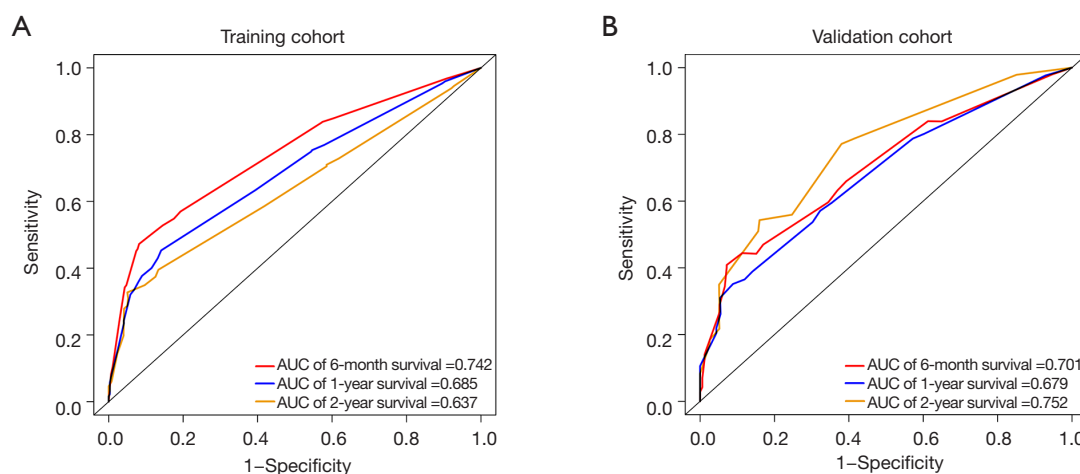 A
Training cohort
1.0
0.8
0.6
0.4
0.2
0.0
Sensitivity
AUC of 6-month survival =0.742
AUC of 1-year survival =0.685
AUC of 2-year survival =0.637
0.0 0.2 0.4 0.6 0.8 1.0
1–Specificity
B
Validation cohort
1.0
0.8
0.6
0.4
0.2
0.0
Sensitivity
AUC of 6-month survival =0.701
AUC of 1-year survival =0.679
AUC of 2-year survival =0.752
0.0 0.2 0.4 0.6 0.8 1.0
1–Specificity